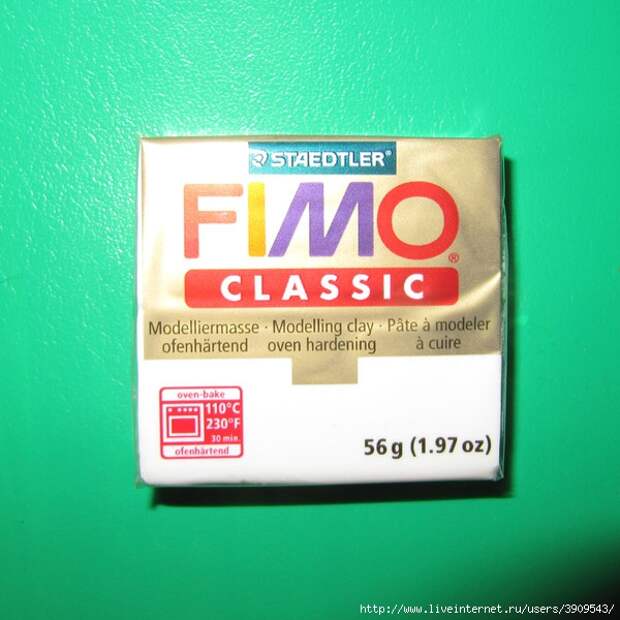 STAEDTLER®
FIMO®
CLASSIC
Modelliermasse · Modelling clay · Pâte à modeler
ofenhärtend oven hardening à cuire
oven-bake
110°C
230°F
30 min.
ofenhärtend
56 g (1.97 oz)
http://www.liveinternet.ru/users/3909543/